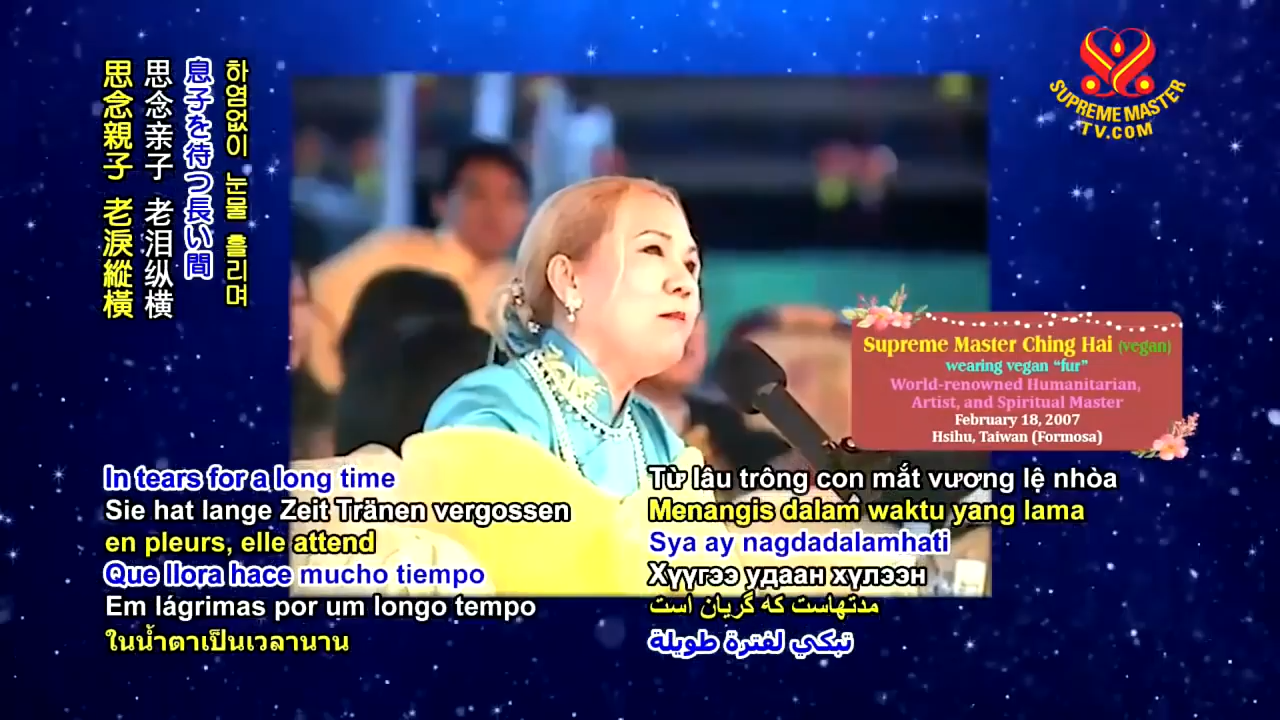 하염없이 눈물 흘리며
息子を待つ長い間
思念亲子 老泪纵横
思念親子 老淚縱橫
SUPREME MASTER
TV.COM
Supreme Master Ching Hai (vegan)
wearing vegan “fur”
World-renowned Humanitarian,
Artist, and Spiritual Master
February 18, 2007
Hsihu, Taiwan (Formosa)
In tears for a long time
Sie hat lange Zeit Tränen vergossen
en pleurs, elle attend
Que llora hace mucho tiempo
Em lágrimas por um longo tempo
ในน้ำตาเป็นเวลานาน
Từ lâu trông con mắt vương lệ nhòa
Menangis dalam waktu yang lama
Sya ay nagdadalamhati
Хүүгээ удаан хүлээн
مدتهاست که گریان است
تبكي لفترة طويلة